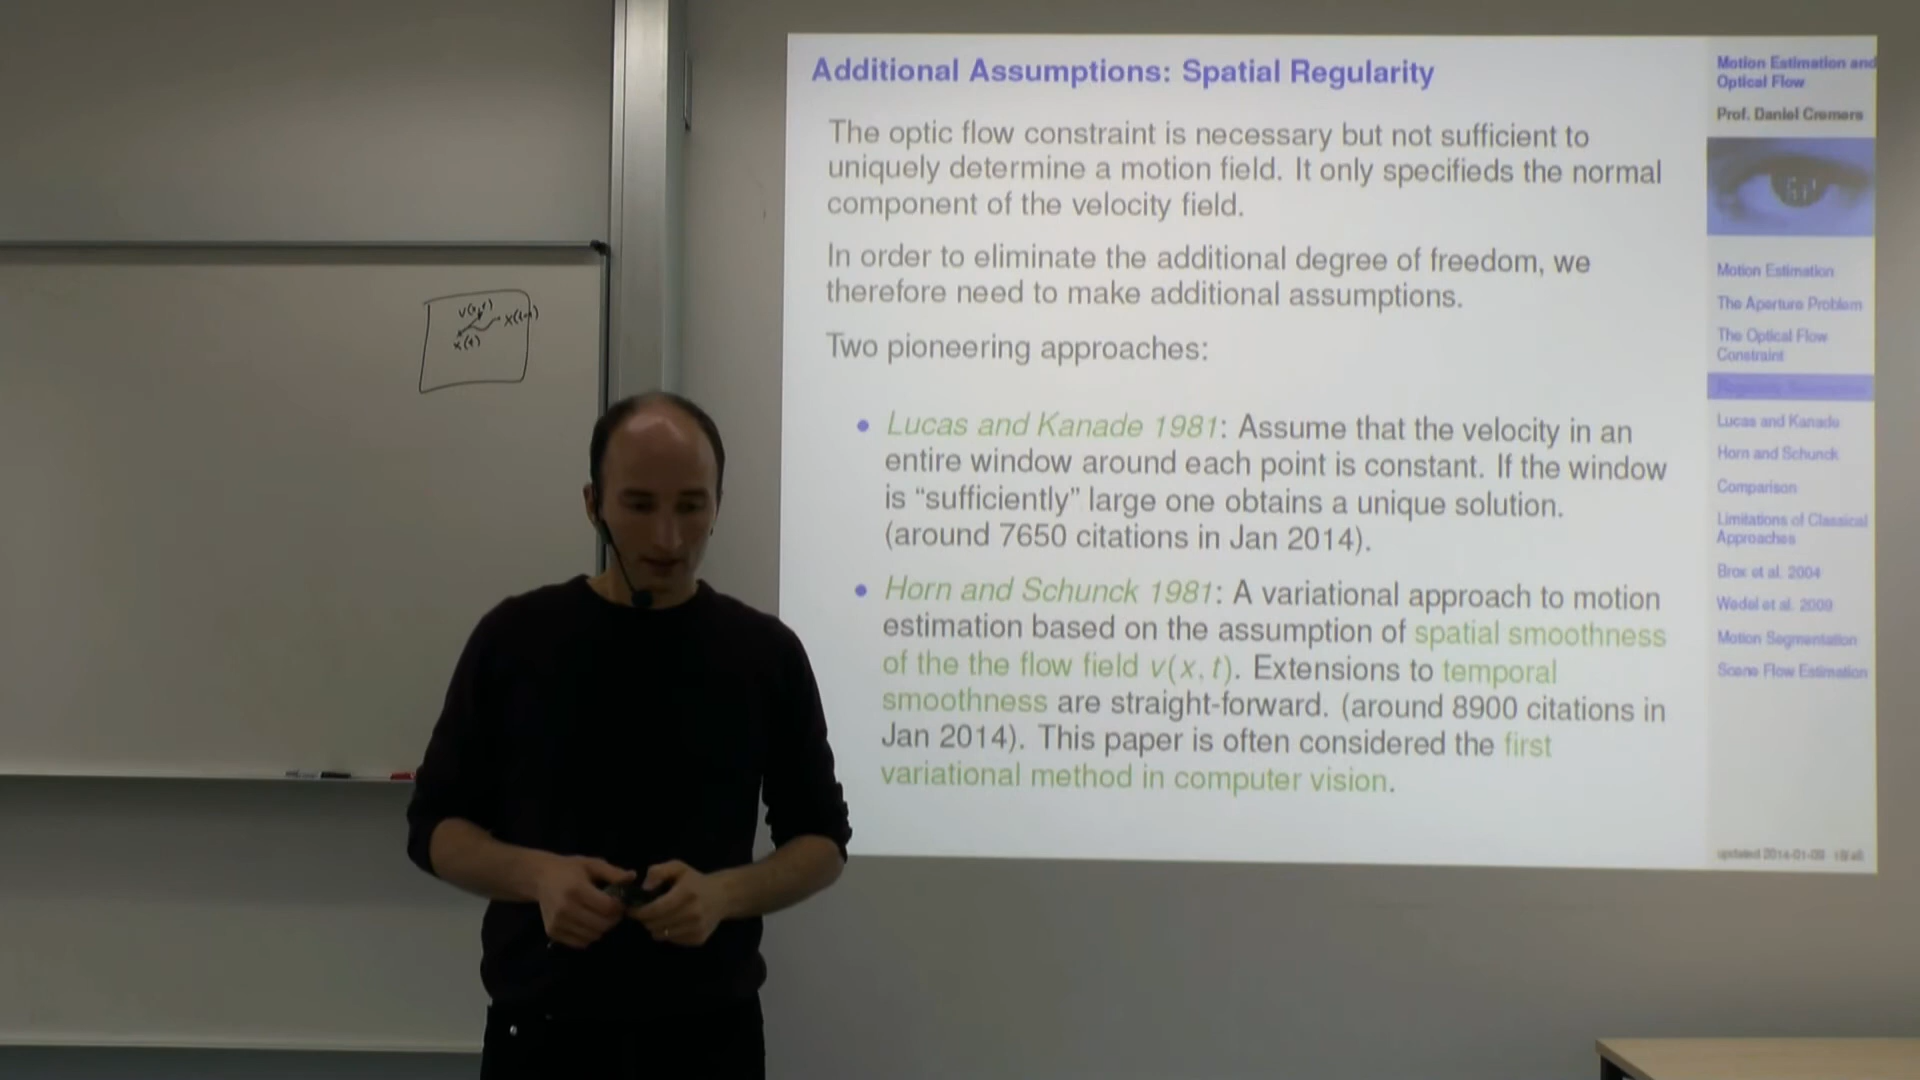 Additional Assumptions: Spatial Regularity
The optic flow constraint is necessary but not sufficient to
uniquely determine a motion field. It only specifieds the normal
component of the velocity field.
In order to eliminate the additional degree of freedom, we
therefore need to make additional assumptions.
Two pioneering approaches:
• Lucas and Kanade 1981: Assume that the velocity in an
entire window around each point is constant. If the window
is “sufficiently” large one obtains a unique solution.
(around 7650 citations in Jan 2014).
• Horn and Schunck 1981: A variational approach to motion
estimation based on the assumption of spatial smoothness
of the the flow field v(x, t). Extensions to temporal
smoothness are straight-forward. (around 8900 citations in
Jan 2014). This paper is often considered the first
variational method in computer vision.
Motion Estimation and
Optical Flow
Prof. Daniel Cremers
Motion Estimation
The Aperture Problem
The Optical Flow
Constraint
Lucas and Kanade
Horn and Schunck
Comparison
Limitations of Classical
Approaches
Brox et al. 2004
Wedel et al. 2009
Motion Segmentation
Scene Flow Estimation
updated 2014-01-09
x(t)